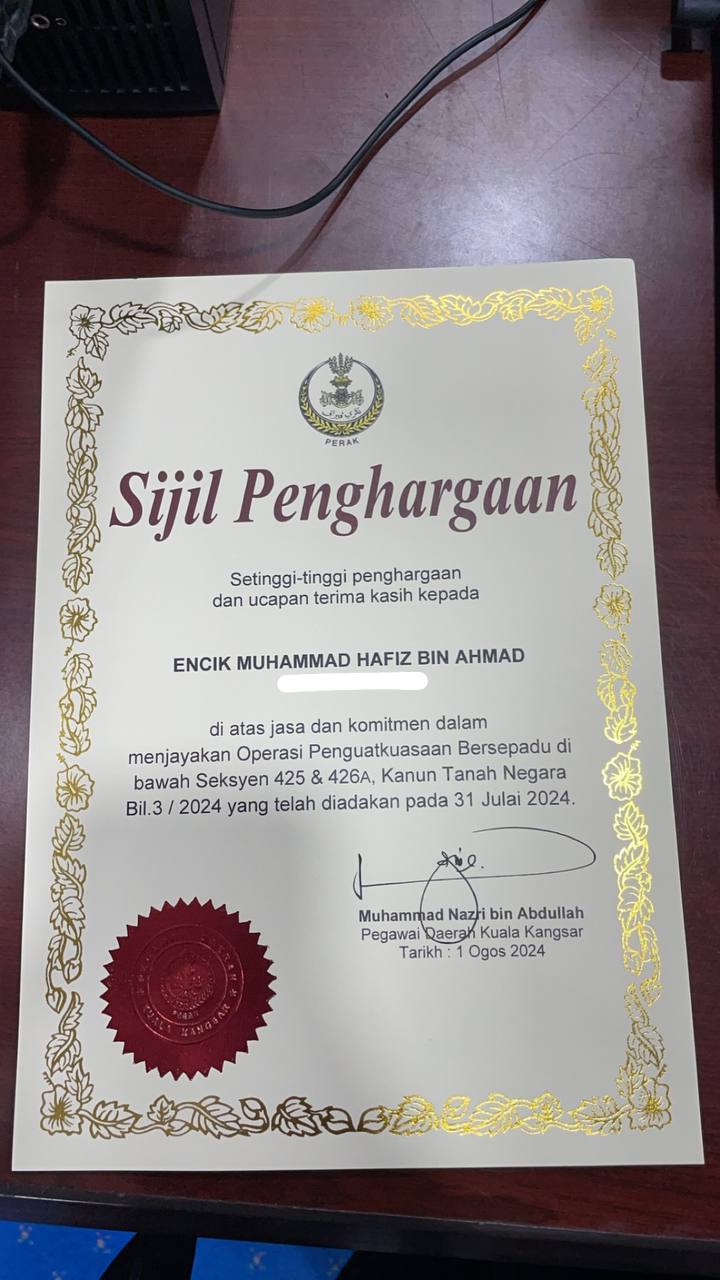 PERAK
Sijil Penghargaan
Setinggi-tinggi penghargaan
dan ucapan terima kasih kepada
ENCIK MUHAMMAD HAFIZ BIN AHMAD
di atas jasa dan komitmen dalam
menjayakan Operasi Penguatkuasaan Bersepadu di
bawah Seksyen 425 & 426A, Kanun Tanah Negara
Bil.3 / 2024 yang telah diadakan pada 31 Julai 2024.
Muhammad Nazri bin Abdullah
Pegawai Daerah Kuala Kangsar
Tarikh : 1 Ogos 2024
PERAK
KUALA KANGSAR